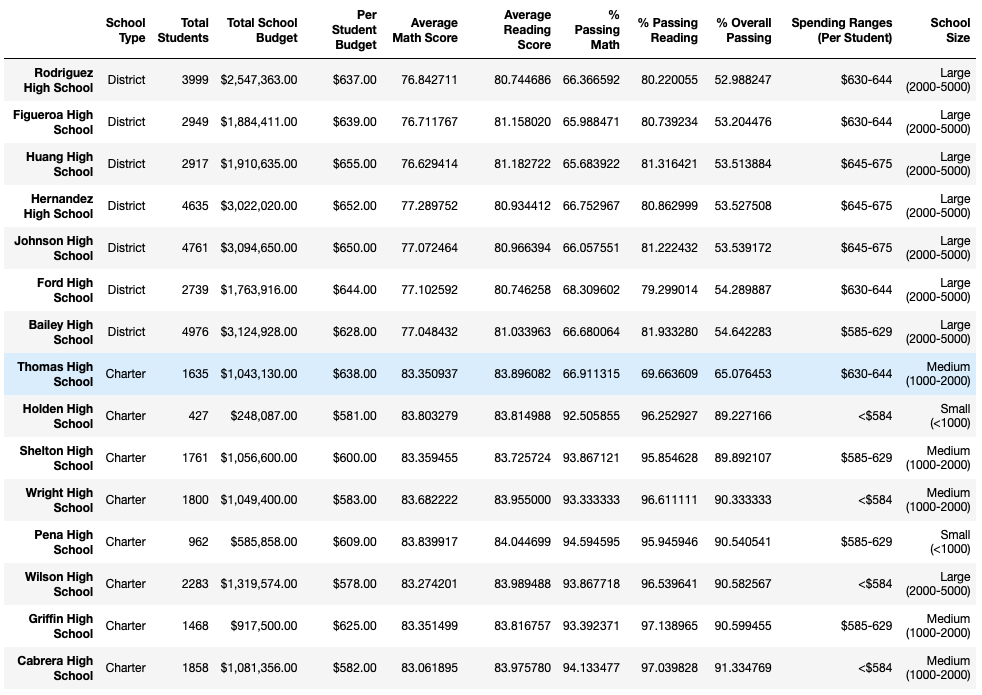 School Type Total Students Total School Budget Per Student Budget Average Math Score Average Reading Score % Passing Math % Passing Reading % Overall Passing Spending Ranges (Per Student) School Size
Rodriguez High School District 3999 $2,547,363.00 $637.00 76.842711 80.744686 66.366592 80.220055 52.988247 $630-644 Large (2000-5000)
Figueroa High School District 2949 $1,884,411.00 $639.00 76.711767 81.158020 65.988471 80.739234 53.204476 $630-644 Large (2000-5000)
Huang High School District 2917 $1,910,635.00 $655.00 76.629414 81.182722 65.683922 81.316421 53.513884 $645-675 Large (2000-5000)
Hernandez High School District 4635 $3,022,020.00 $652.00 77.289752 80.934412 66.752967 80.862999 53.527508 $645-675 Large (2000-5000)
Johnson High School District 4761 $3,094,650.00 $650.00 77.072464 80.966394 66.057551 81.222432 53.539172 $645-675 Large (2000-5000)
Ford High School District 2739 $1,763,916.00 $644.00 77.102592 80.746258 68.309602 79.299014 54.289887 $630-644 Large (2000-5000)
Bailey High School District 4976 $3,124,928.00 $628.00 77.048432 81.033963 66.680064 81.933280 54.642283 $585-629 Large (2000-5000)
Thomas High School Charter 1635 $1,043,130.00 $638.00 83.350937 83.896082 66.911315 69.663609 65.076453 $630-644 Medium (1000-2000)
Holden High School Charter 427 $248,087.00 $581.00 83.803279 83.814988 92.505855 96.252927 89.227166 <$584 Small (<1000)
Shelton High School Charter 1761 $1,056,600.00 $600.00 83.359455 83.725724 93.867121 95.854628 89.892107 $585-629 Medium (1000-2000)
Wright High School Charter 1800 $1,049,400.00 $583.00 83.682222 83.955000 93.333333 96.611111 90.333333 <$584 Medium (1000-2000)
Pena High School Charter 962 $585,858.00 $609.00 83.839917 84.044699 94.594595 95.945946 90.540541 $585-629 Small (<1000)
Wilson High School Charter 2283 $1,319,574.00 $578.00 83.274201 83.989488 93.867718 96.539641 90.582567 <$584 Large (2000-5000)
Griffin High School Charter 1468 $917,500.00 $625.00 83.351499 83.816757 93.392371 97.138965 90.599455 $585-629 Medium (1000-2000)
Cabrera High School Charter 1858 $1,081,356.00 $582.00 83.061895 83.975780 94.133477 97.039828 91.334769 <$584 Medium (1000-2000)